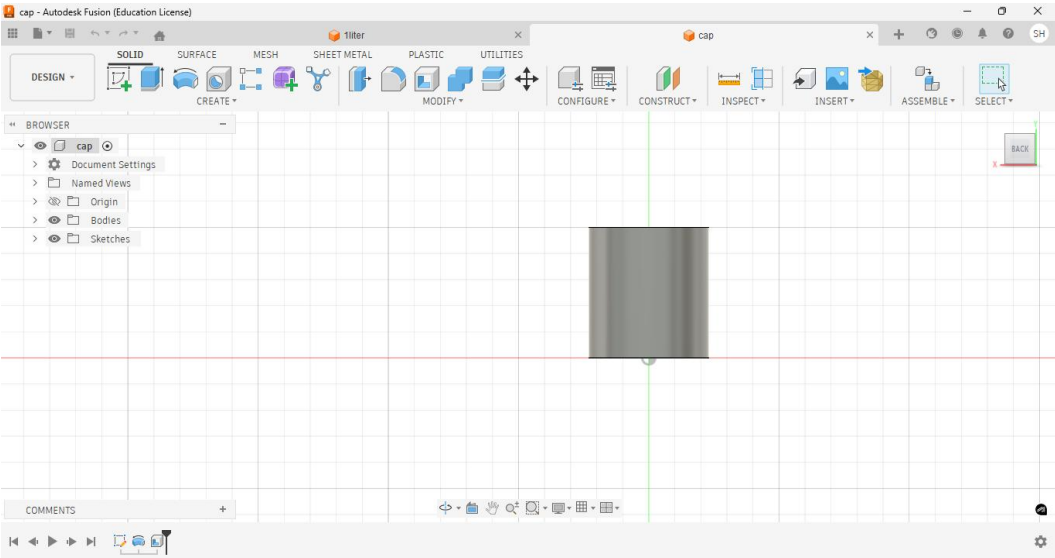 cap - Autodesk Fusion (Education License)
1liter
cap
SH
DESIGN
SOLID SURFACE MESH SHEET METAL PLASTIC UTILITIES
CREATE MODIFY CONFIGURE CONSTRUCT INSPECT INSERT ASSEMBLE SELECT
BROWSER
cap
Document Settings
Named Views
Origin
Bodies
Sketches
Y
BACK
X
COMMENTS